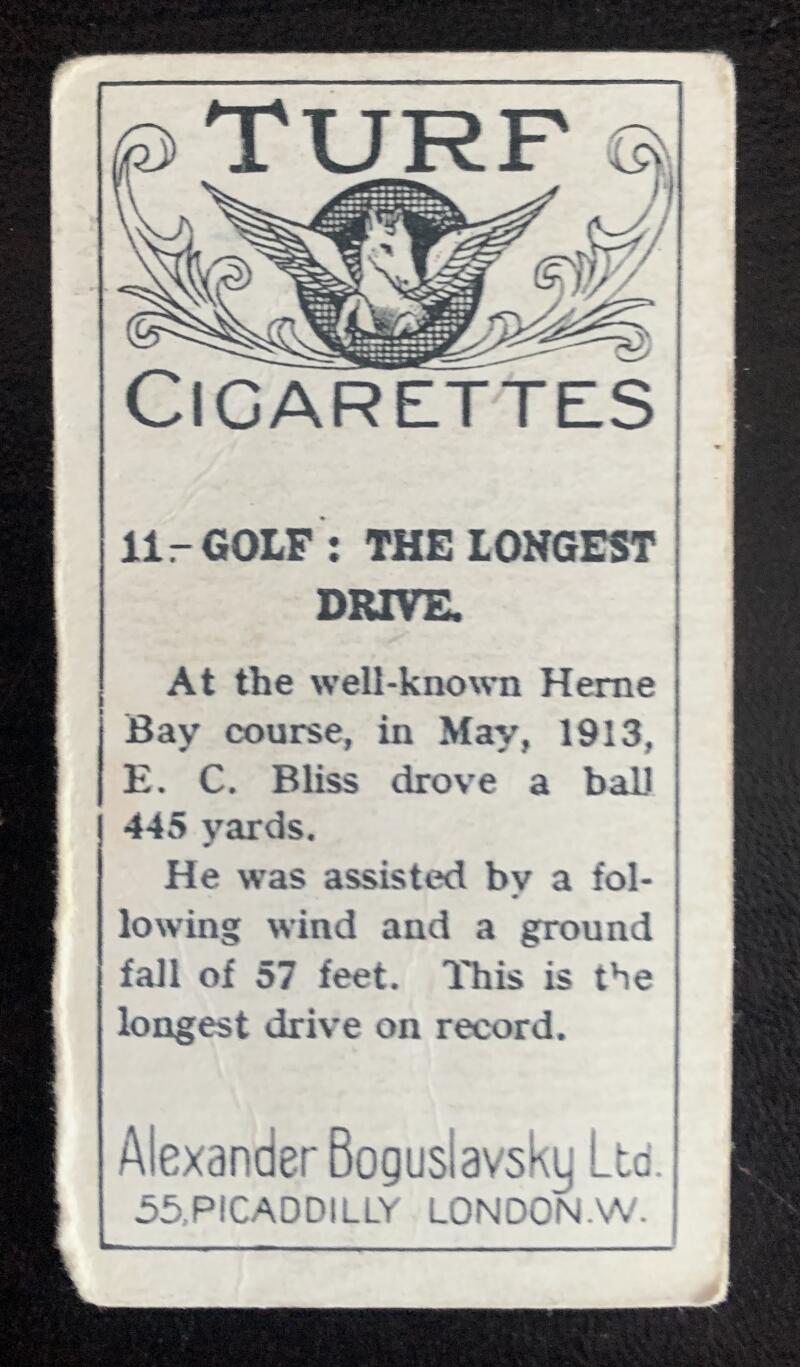 TURF
CIGARETTES
11.- GOLF : THE LONGEST
DRIVE.
At the well-known Herne
Bay course, in May, 1913,
E. C. Bliss drove a ball
445 yards.
He was assisted by a fol-
lowing wind and a ground
fall of 57 feet. This is the
longest drive on record.
Alexander Boguslavsky Ltd.
55,PICADDILLY LONDON.W.